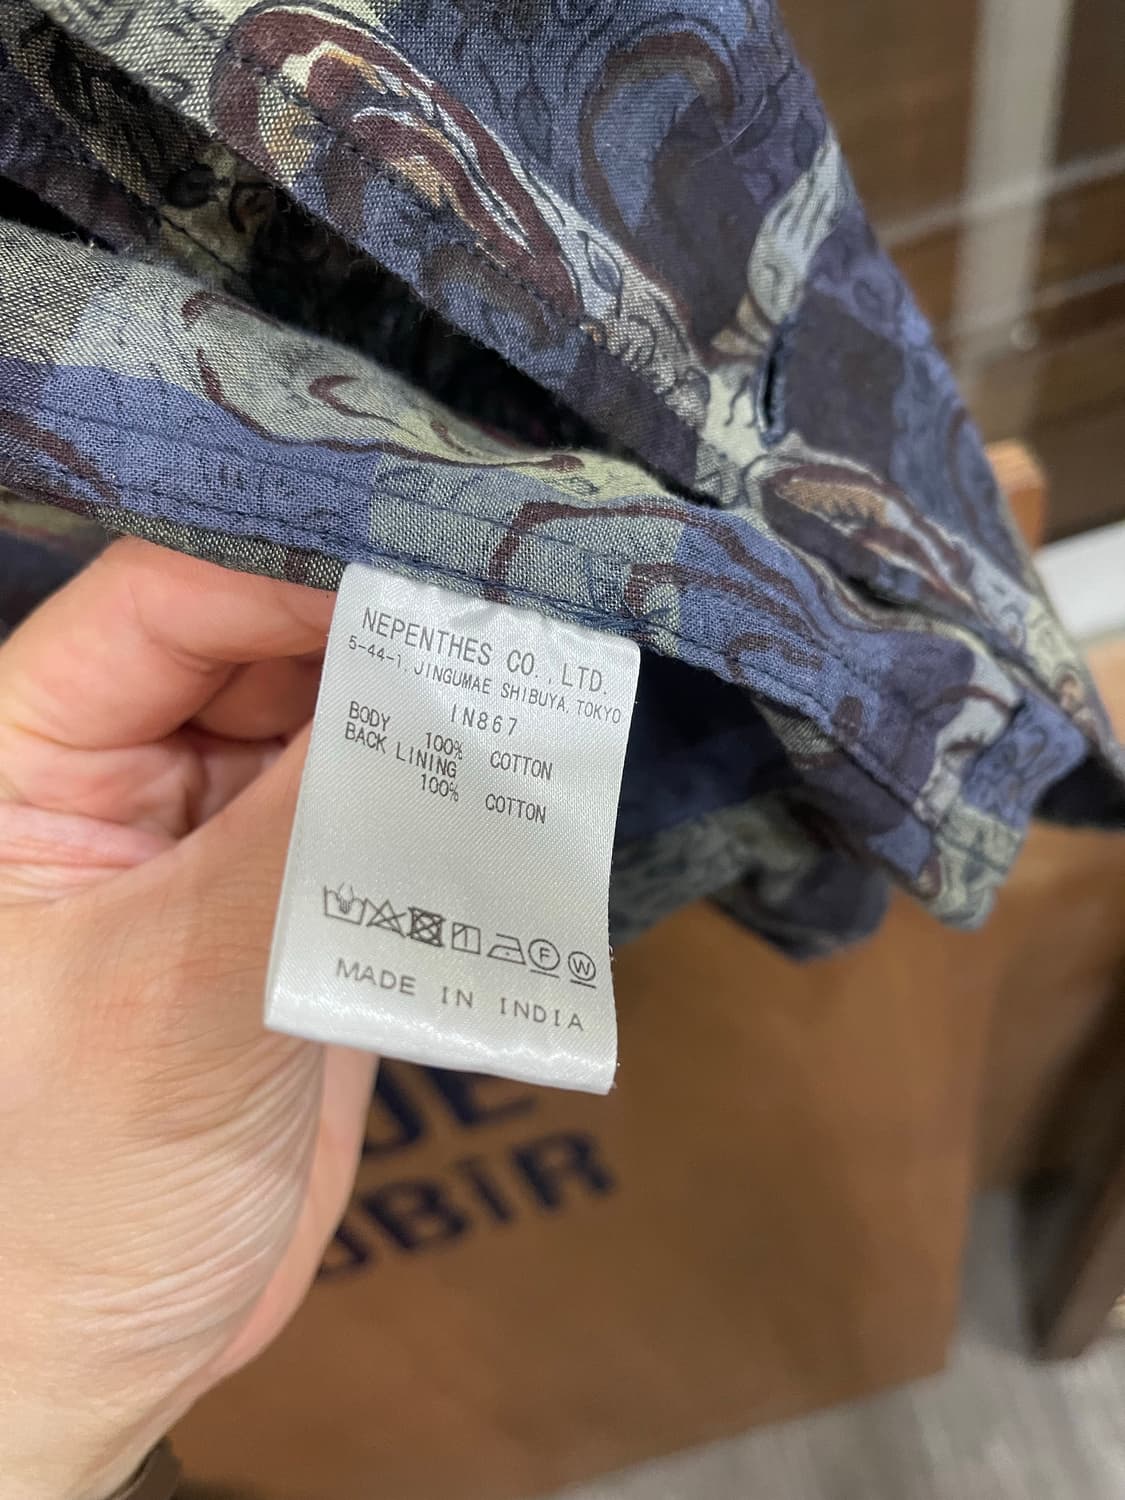 NEPENTHES CO.,LTD.
5-44-1, JINGUMAE SHIBUYA, TOKYO
IN867
BODY
100% COTTON
BACK LINING
100% COTTON
F W
MADE IN INDIA